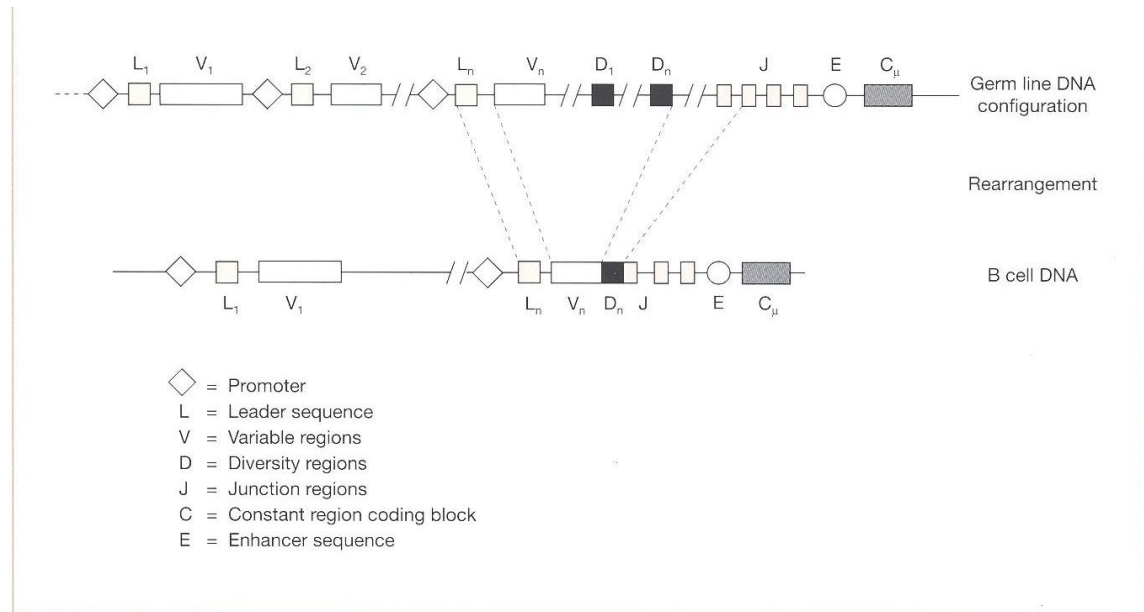 L₁ V₁ L₂ V₂ Lₙ Vₙ D₁ Dₙ J E Cμ
Germ line DNA
configuration
Rearrangement
B cell DNA
L₁ V₁ Lₙ Vₙ Dₙ J E Cμ
= Promoter
L = Leader sequence
V = Variable regions
D = Diversity regions
J = Junction regions
C = Constant region coding block
E = Enhancer sequence